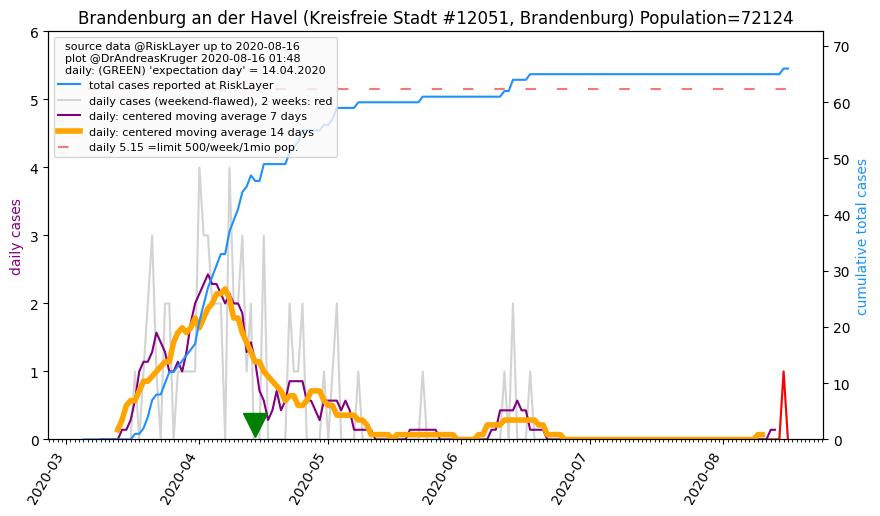 Brandenburg an der Havel (Kreisfreie Stadt #12051, Brandenburg) Population=72124
source data @RiskLayer up to 2020-08-16
plot @DrAndreasKruger 2020-08-16 01:48
daily: (GREEN) 'expectation day' = 14.04.2020
total cases reported at RiskLayer
daily cases (weekend-flawed), 2 weeks: red
daily: centered moving average 7 days
daily: centered moving average 14 days
daily 5.15 =limit 500/week/1mio pop.
daily cases
6
5
4
3
2
1
0
70
60
50
40
30
20
10
0
cumulative total cases
2020-03
2020-04
2020-05
2020-06
2020-07
2020-08